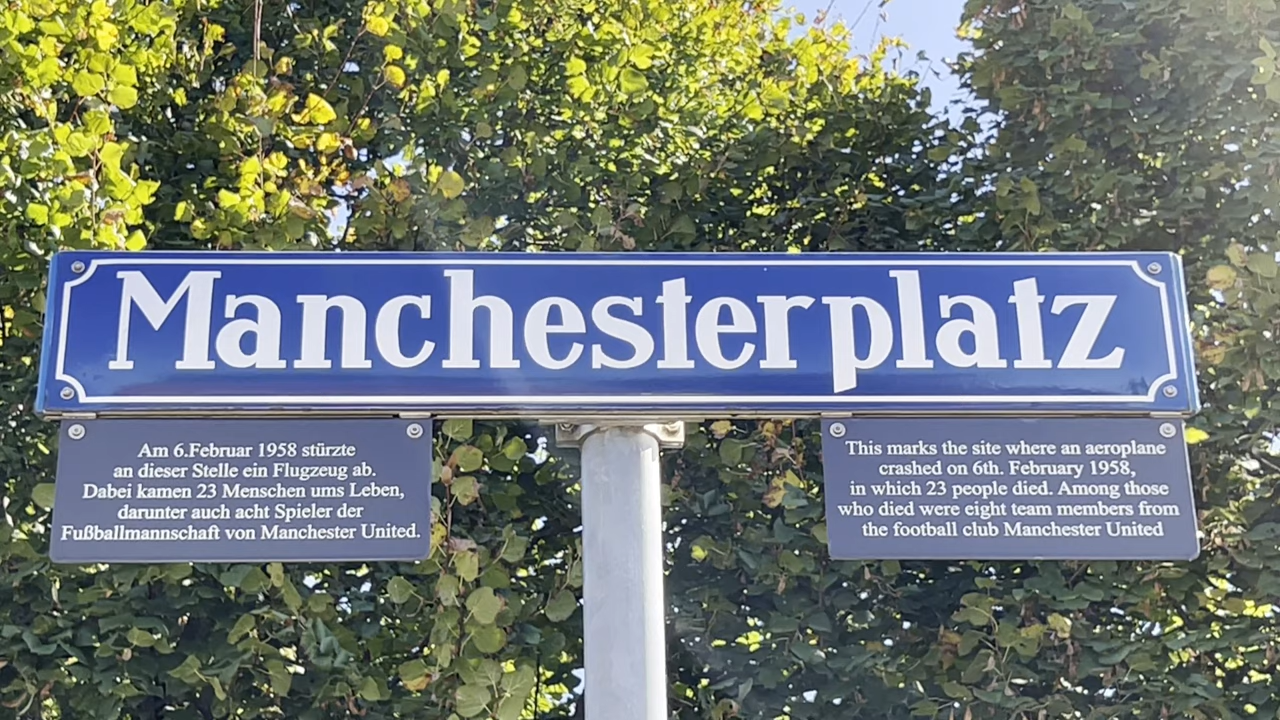 Manchesterplatz
Am 6.Februar 1958 stürzte
an dieser Stelle ein Flugzeug ab.
Dabei kamen 23 Menschen ums Leben,
darunter auch acht Spieler der
Fußballmannschaft von Manchester United.
This marks the site where an aeroplane
crashed on 6th. February 1958,
in which 23 people died. Among those
who died were eight team members from
the football club Manchester United